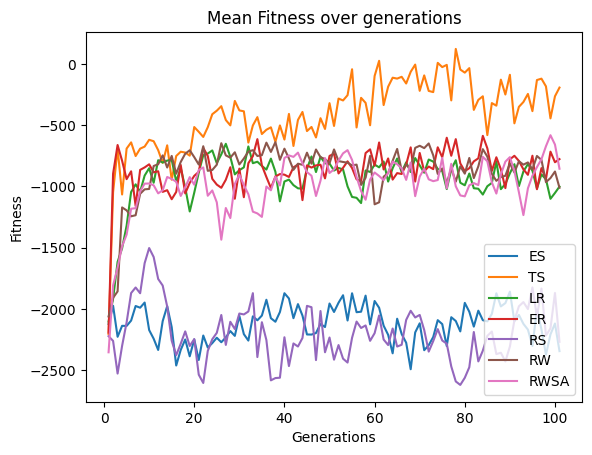 Mean Fitness over generations
Fitness
0
−500
−1000
−1500
−2000
−2500
0
20
40
60
80
100
Generations
ES
TS
LR
ER
RS
RW
RWSA